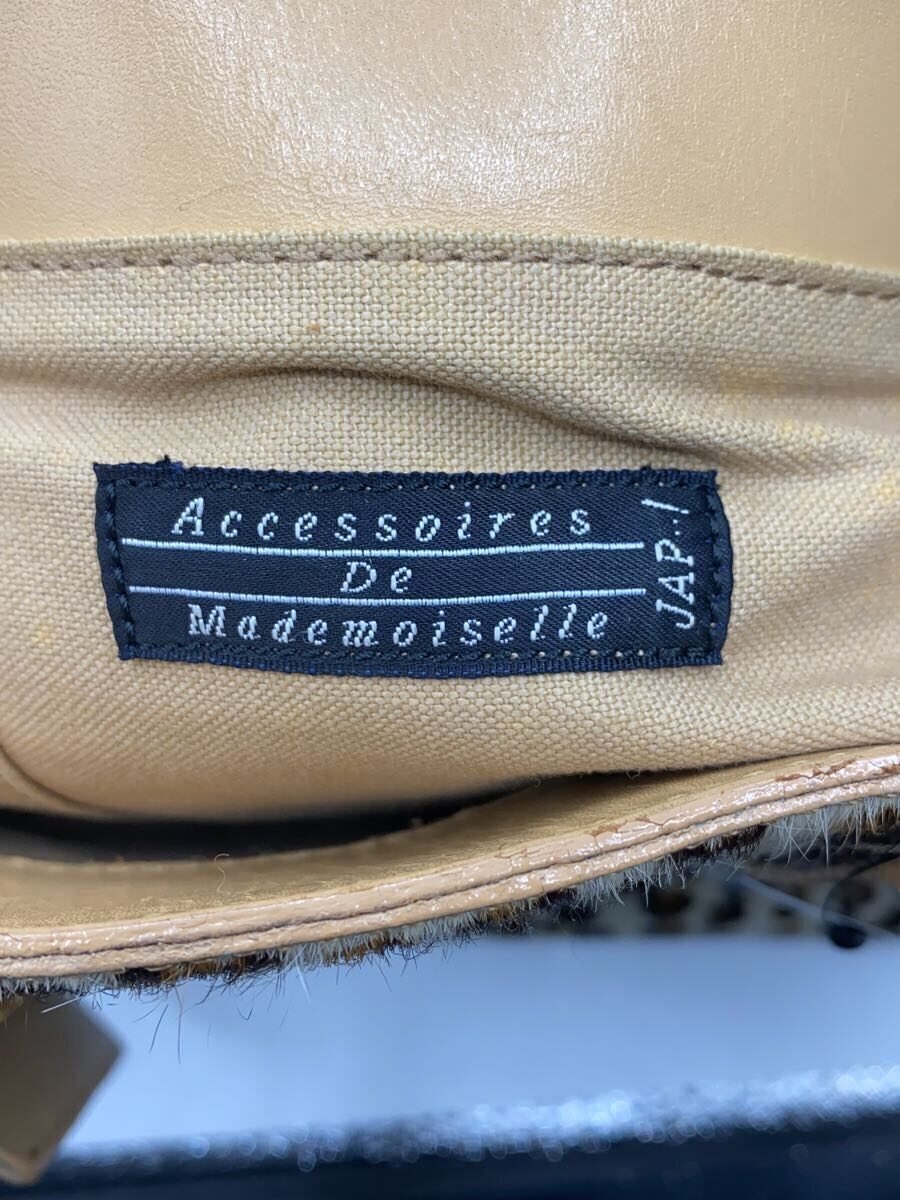 Accessoires
De
Mademoiselle
JAP・/